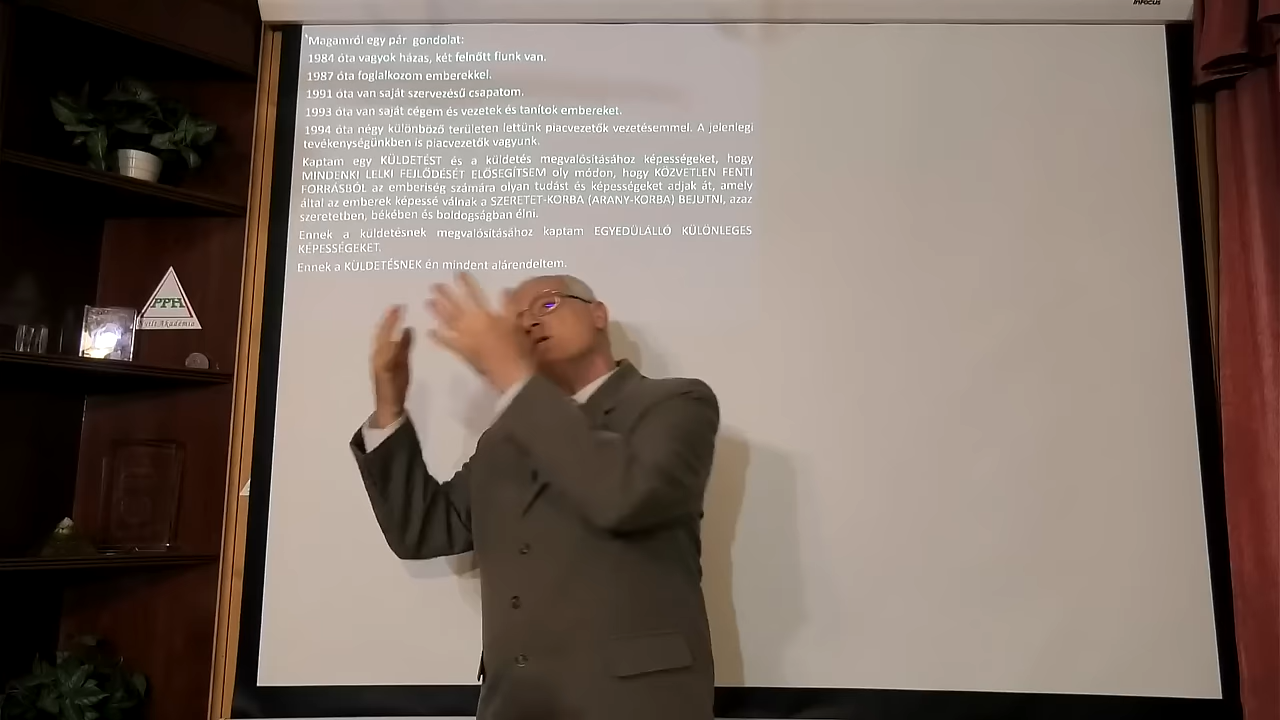 Magamról egy pár gondolat:
1984 óta vagyok házas, két felnőtt fiunk van.
1987 óta foglalkozom emberekkel.
1991 óta van saját szervezésű csapatom.
1993 óta van saját cégem és vezetek és tanítok embereket.
1994 óta négy különböző területen lettünk piacvezetők vezetésemmel. A jelenlegi
tevékenységünkben is piacvezetők vagyunk.
Kaptam egy KÜLDETÉST és a küldetés megvalósításához képességeket, hogy
MINDENKI LELKI FEJLŐDÉSÉT ELŐSEGÍTSEM oly módon, hogy KÖZVETLEN FENTI
FORRÁSBÓL az emberiség számára olyan tudást és képességeket adjak át, amely
által az emberek képessé válnak a SZERETET-KORBA (ARANY-KORBA) BEJUTNI, azaz
szeretetben, békében és boldogságban élni.
Ennek a küldetésnek megvalósításához kaptam EGYEDÜLÁLLÓ KÜLÖNLEGES
KÉPESSÉGEKET.
Ennek a KÜLDETÉSNEK én mindent alárendeltem.
InFocus
PPH
Nyílt Akadémia